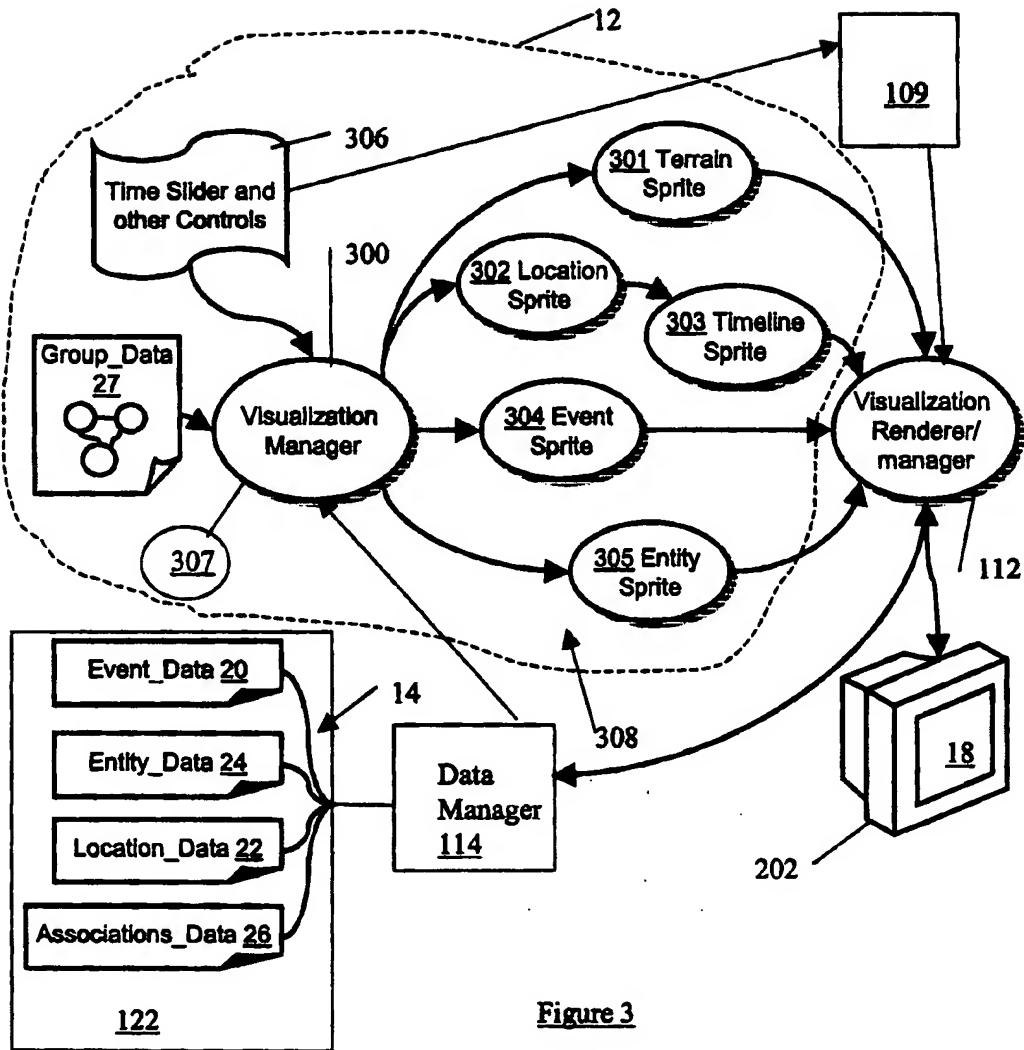 12
109
306
Time Slider and
other Controls
301 Terrain
Sprite
300
302 Location
Sprite
303 Timeline
Sprite
Group_Data
27
Visualization
Manager
304 Event
Sprite
Visualization
Renderer/
manager
307
305 Entity
Sprite
112
Event_Data 20
14
308
Entity_Data 24
Data
Manager
114
18
Location_Data 22
202
Associations_Data 26
122
Figure 3